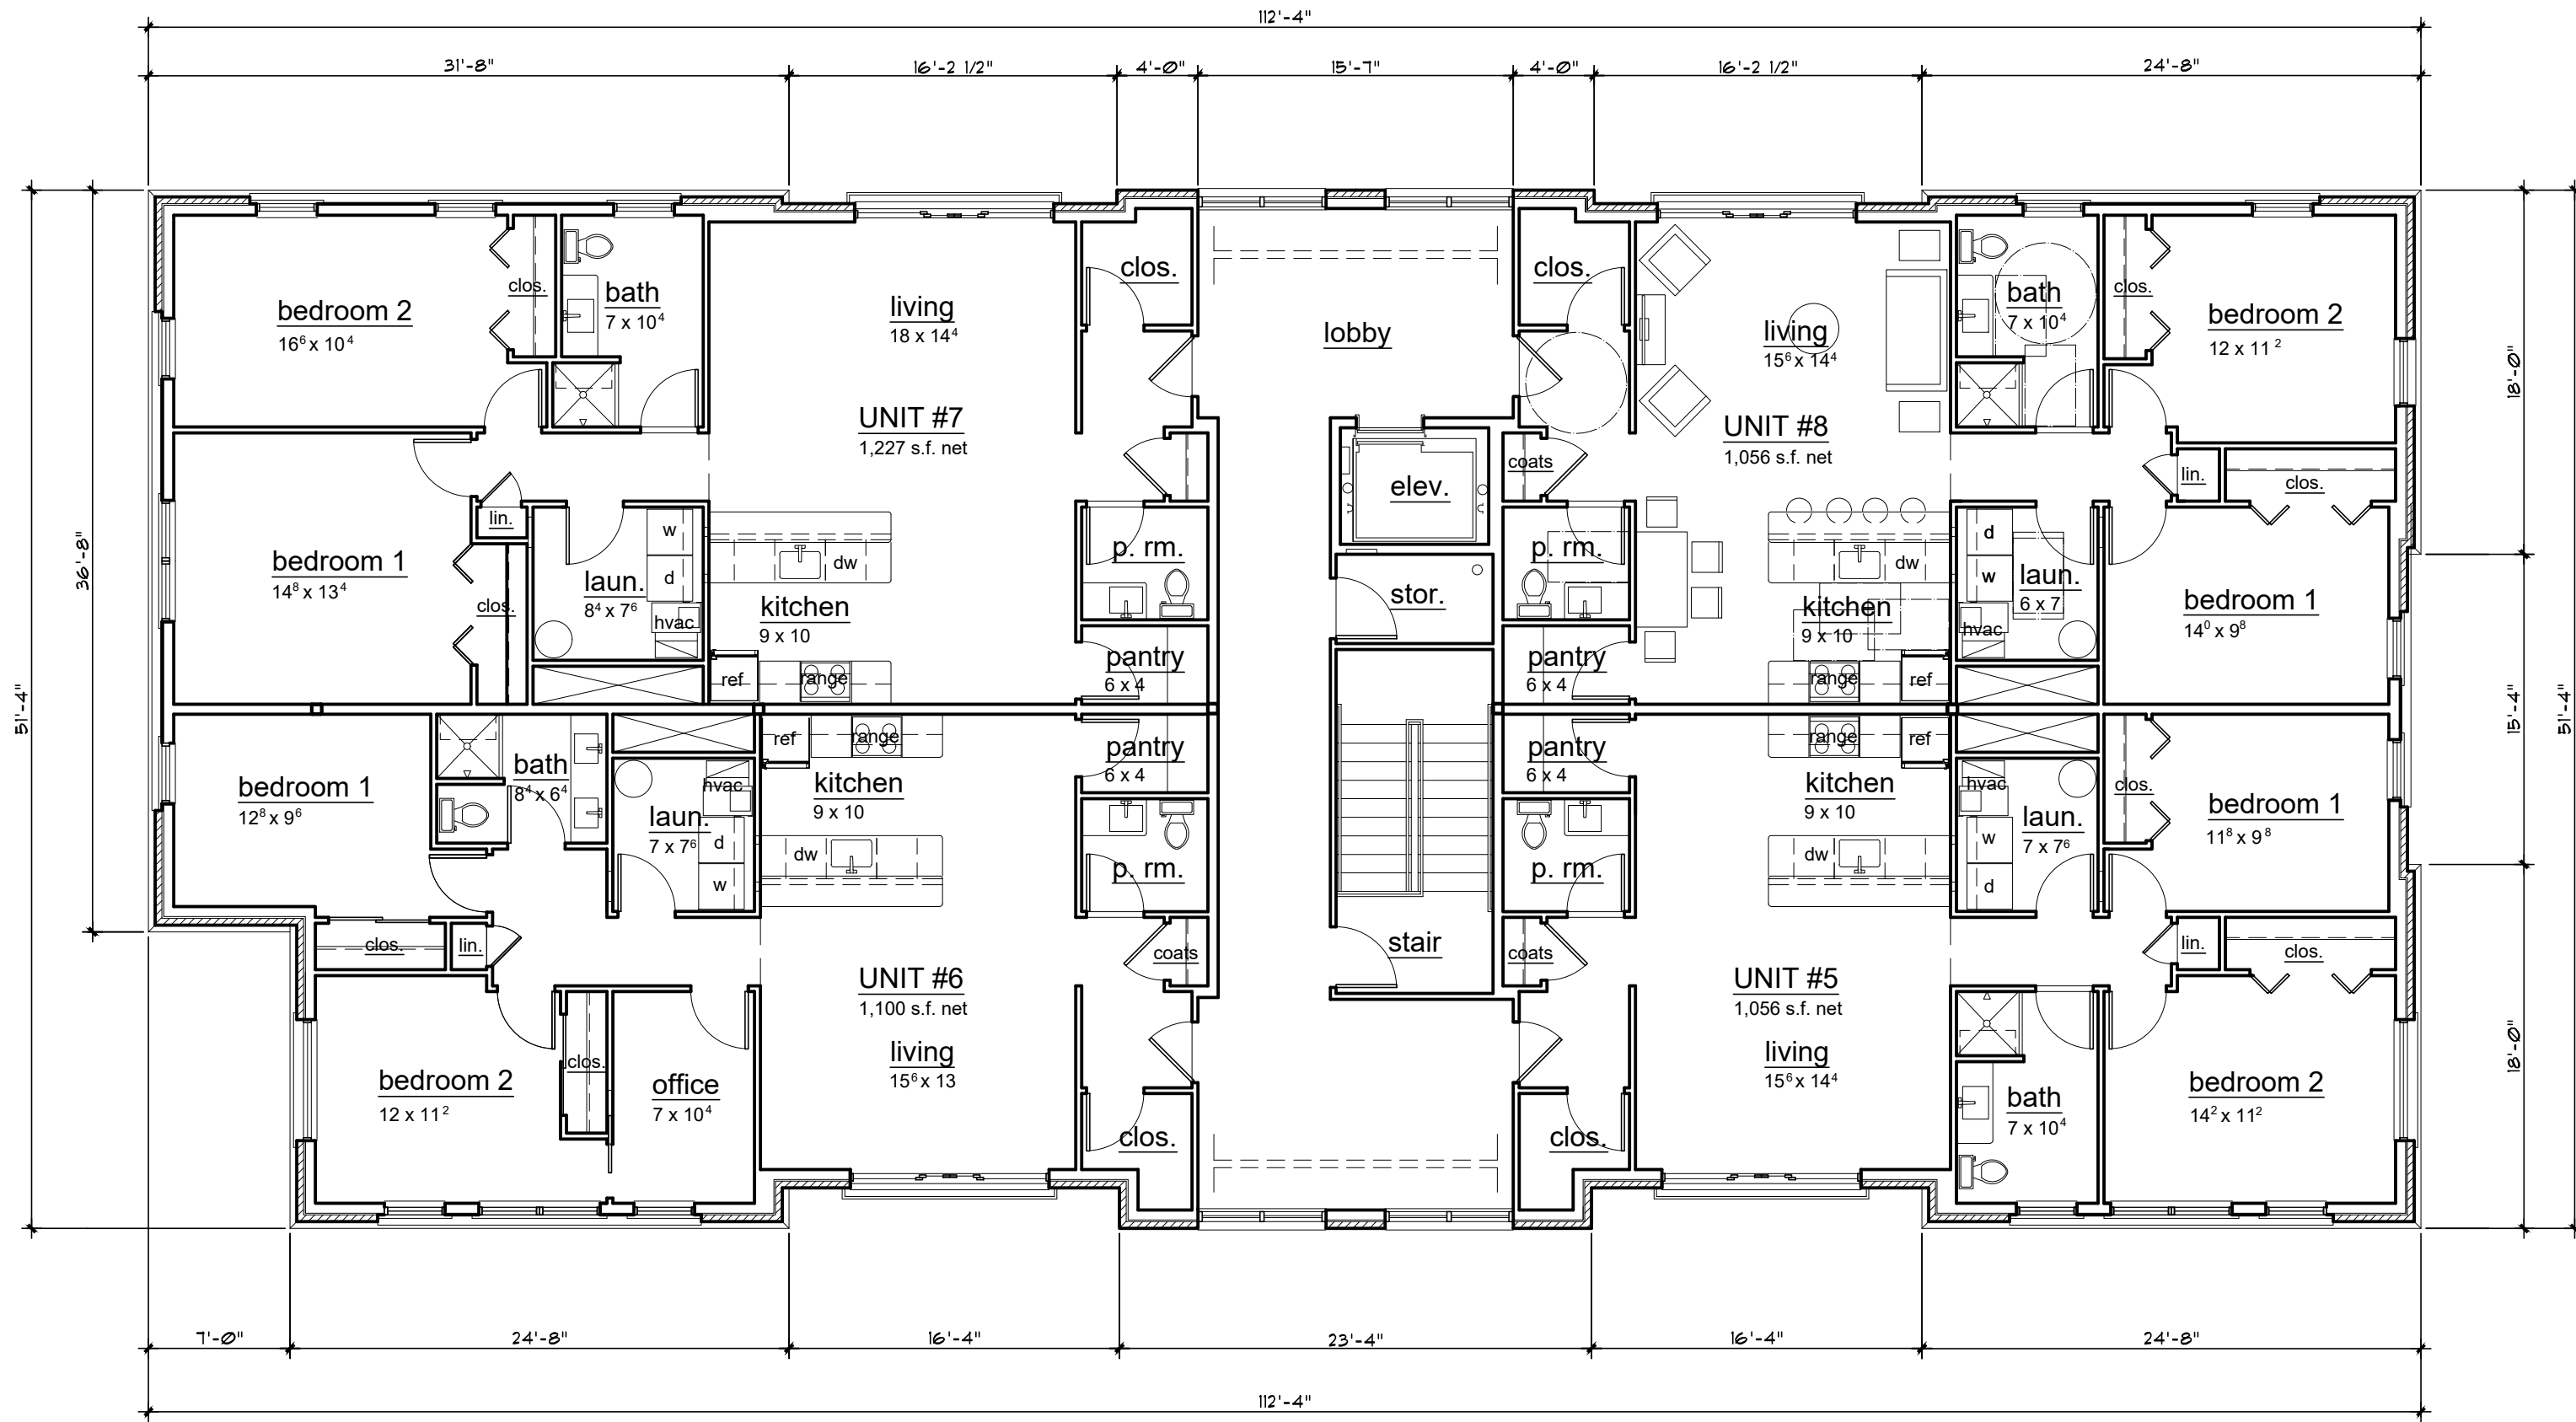 112'-4"
31'-8"
16'-2 1/2"
4'-0"
15'-7"
4'-0"
16'-2 1/2"
24'-8"
51'-4"
36'-8"
18'-0"
15'-4"
18'-0"
51'-4"
bedroom 2
16⁶ x 10⁴
clos.
bath
7 x 10⁴
living
18 x 14⁴
UNIT #7
1,227 s.f. net
clos.
bedroom 1
14⁸ x 13⁴
lin.
clos.
laun.
8⁴ x 7⁶
w
d
hvac
dw
kitchen
9 x 10
ref
range
p. rm.
pantry
6 x 4
lobby
elev.
stor.
stair
clos.
living
15⁶ x 14⁴
UNIT #8
1,056 s.f. net
coats
p. rm.
pantry
6 x 4
dw
kitchen
9 x 10
range
ref
bath
7 x 10⁴
clos.
bedroom 2
12 x 11²
lin.
clos.
d
w
laun.
6 x 7
hvac
bedroom 1
14⁰ x 9⁸
bedroom 1
12⁸ x 9⁶
bath
8⁴ x 6⁴
laun.
7 x 7⁶
hvac
d
w
ref
range
kitchen
9 x 10
dw
pantry
6 x 4
p. rm.
coats
clos.
lin.
UNIT #6
1,100 s.f. net
living
15⁶ x 13
bedroom 2
12 x 11²
clos.
office
7 x 10⁴
clos.
pantry
6 x 4
p. rm.
coats
range
ref
kitchen
9 x 10
dw
UNIT #5
1,056 s.f. net
living
15⁶ x 14⁴
clos.
hvac
w
d
laun.
7 x 7⁶
clos.
bedroom 1
11⁸ x 9⁸
lin.
clos.
bath
7 x 10⁴
bedroom 2
14² x 11²
7'-0"
24'-8"
16'-4"
23'-4"
16'-4"
24'-8"
112'-4"